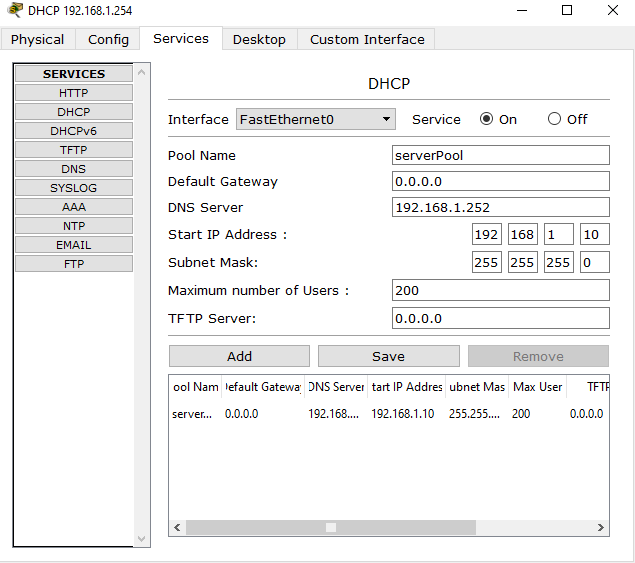 DHCP 192.168.1.254
Physical Config Services Desktop Custom Interface
SERVICES
HTTP
DHCP
DHCPv6
TFTP
DNS
SYSLOG
AAA
NTP
EMAIL
FTP
DHCP
Interface FastEthernet0 Service On Off
Pool Name serverPool
Default Gateway 0.0.0.0
DNS Server 192.168.1.252
Start IP Address : 192 168 1 10
Subnet Mask: 255 255 255 0
Maximum number of Users : 200
TFTP Server: 0.0.0.0
Add Save Remove
ool Nam efault Gateway DNS Server tart IP Addres ubnet Mas Max User TFTP
server... 0.0.0.0 192.168.... 192.168.1.10 255.255.... 200 0.0.0.0